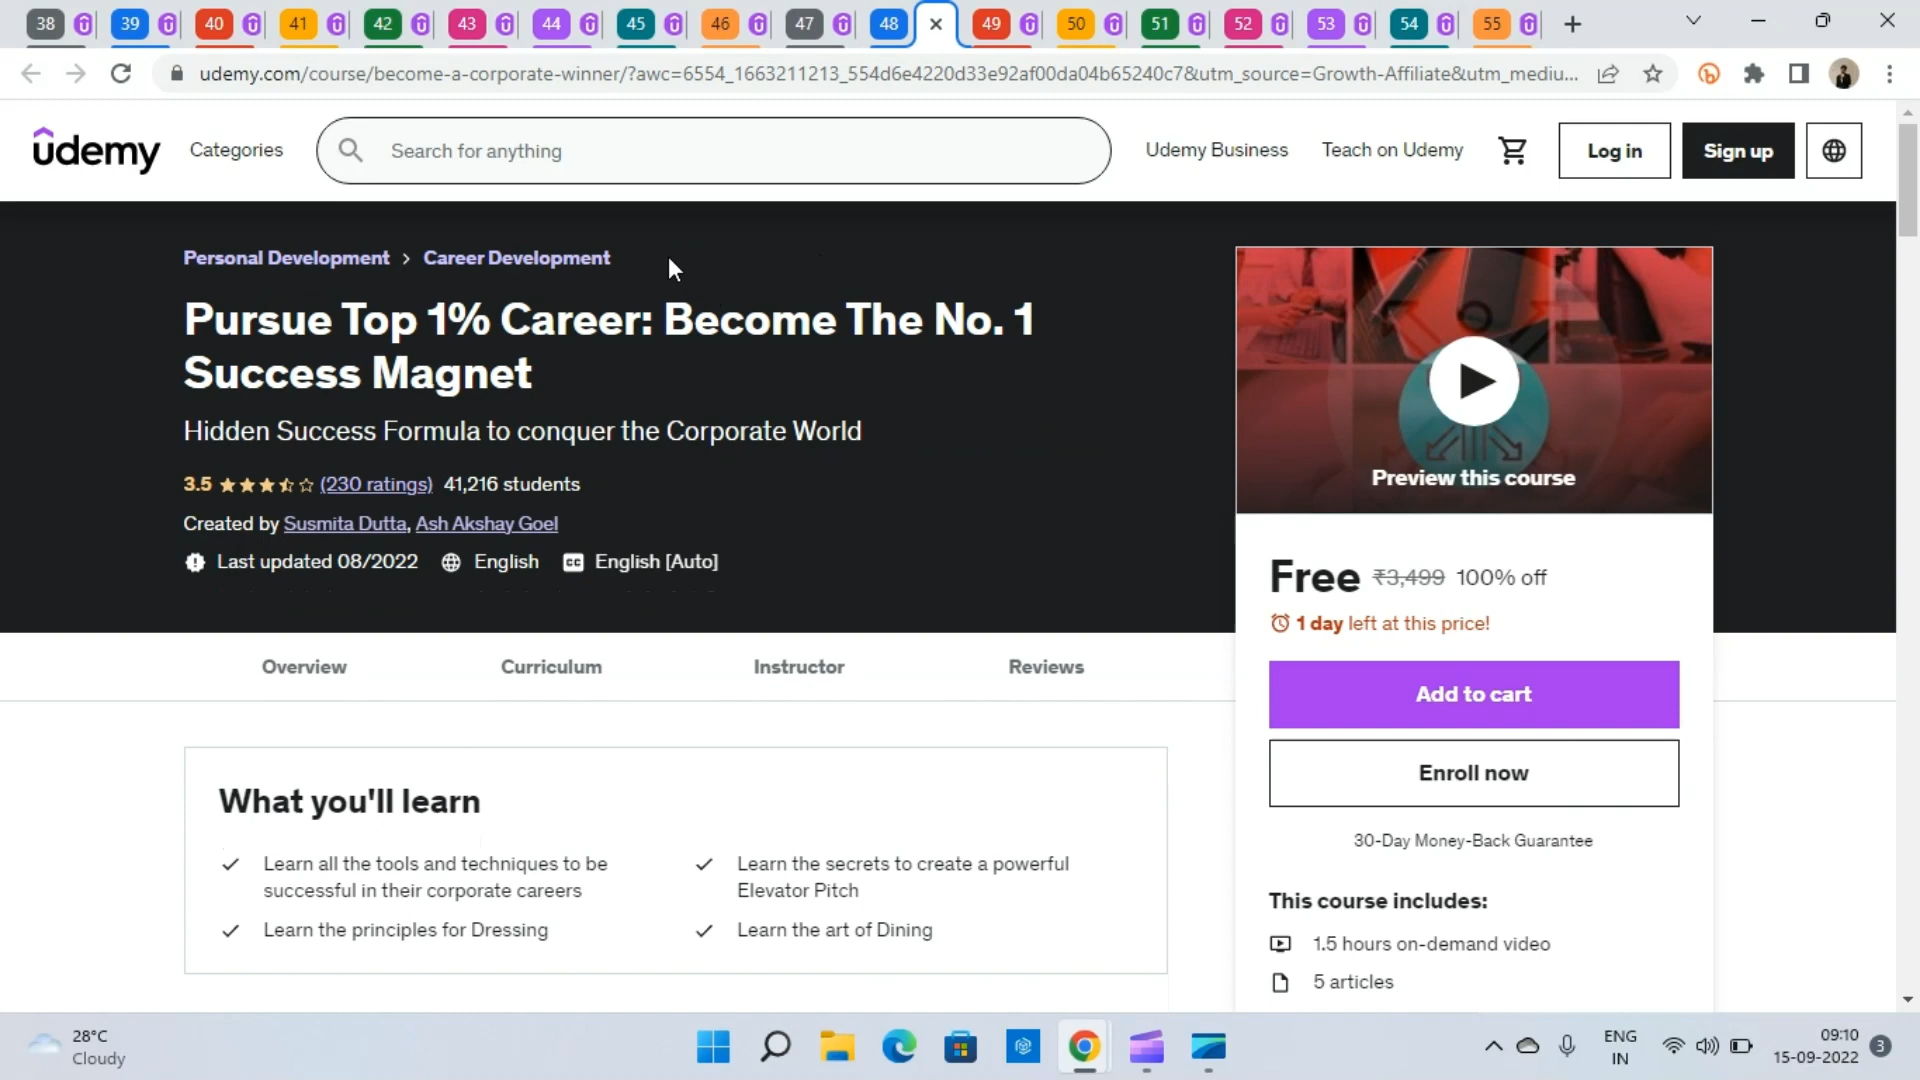 38 39 40 41 42 43 44 45 46 47 48 49 50 51 52 53 54 55
udemy.com/course/become-a-corporate-winner/?awc=6554_1663211213_554d6e4220d33e92af00da04b65240c7&utm_source=Growth-Affiliate&utm_mediu...
udemy Categories Search for anything Udemy Business Teach on Udemy Log in Sign up
Personal Development > Career Development
Pursue Top 1% Career: Become The No. 1
Success Magnet
Hidden Success Formula to conquer the Corporate World
3.5 (230 ratings) 41,216 students
Created by Susmita Dutta, Ash Akshay Goel
Last updated 08/2022 English CC English [Auto]
Preview this course
Free ₹3,499 100% off
1 day left at this price!
Add to cart
Enroll now
30-Day Money-Back Guarantee
This course includes:
1.5 hours on-demand video
5 articles
Overview Curriculum Instructor Reviews
What you'll learn
Learn all the tools and techniques to be
successful in their corporate careers
Learn the secrets to create a powerful
Elevator Pitch
Learn the principles for Dressing
Learn the art of Dining
28°C
Cloudy
ENG
IN
09:10
15-09-2022
3